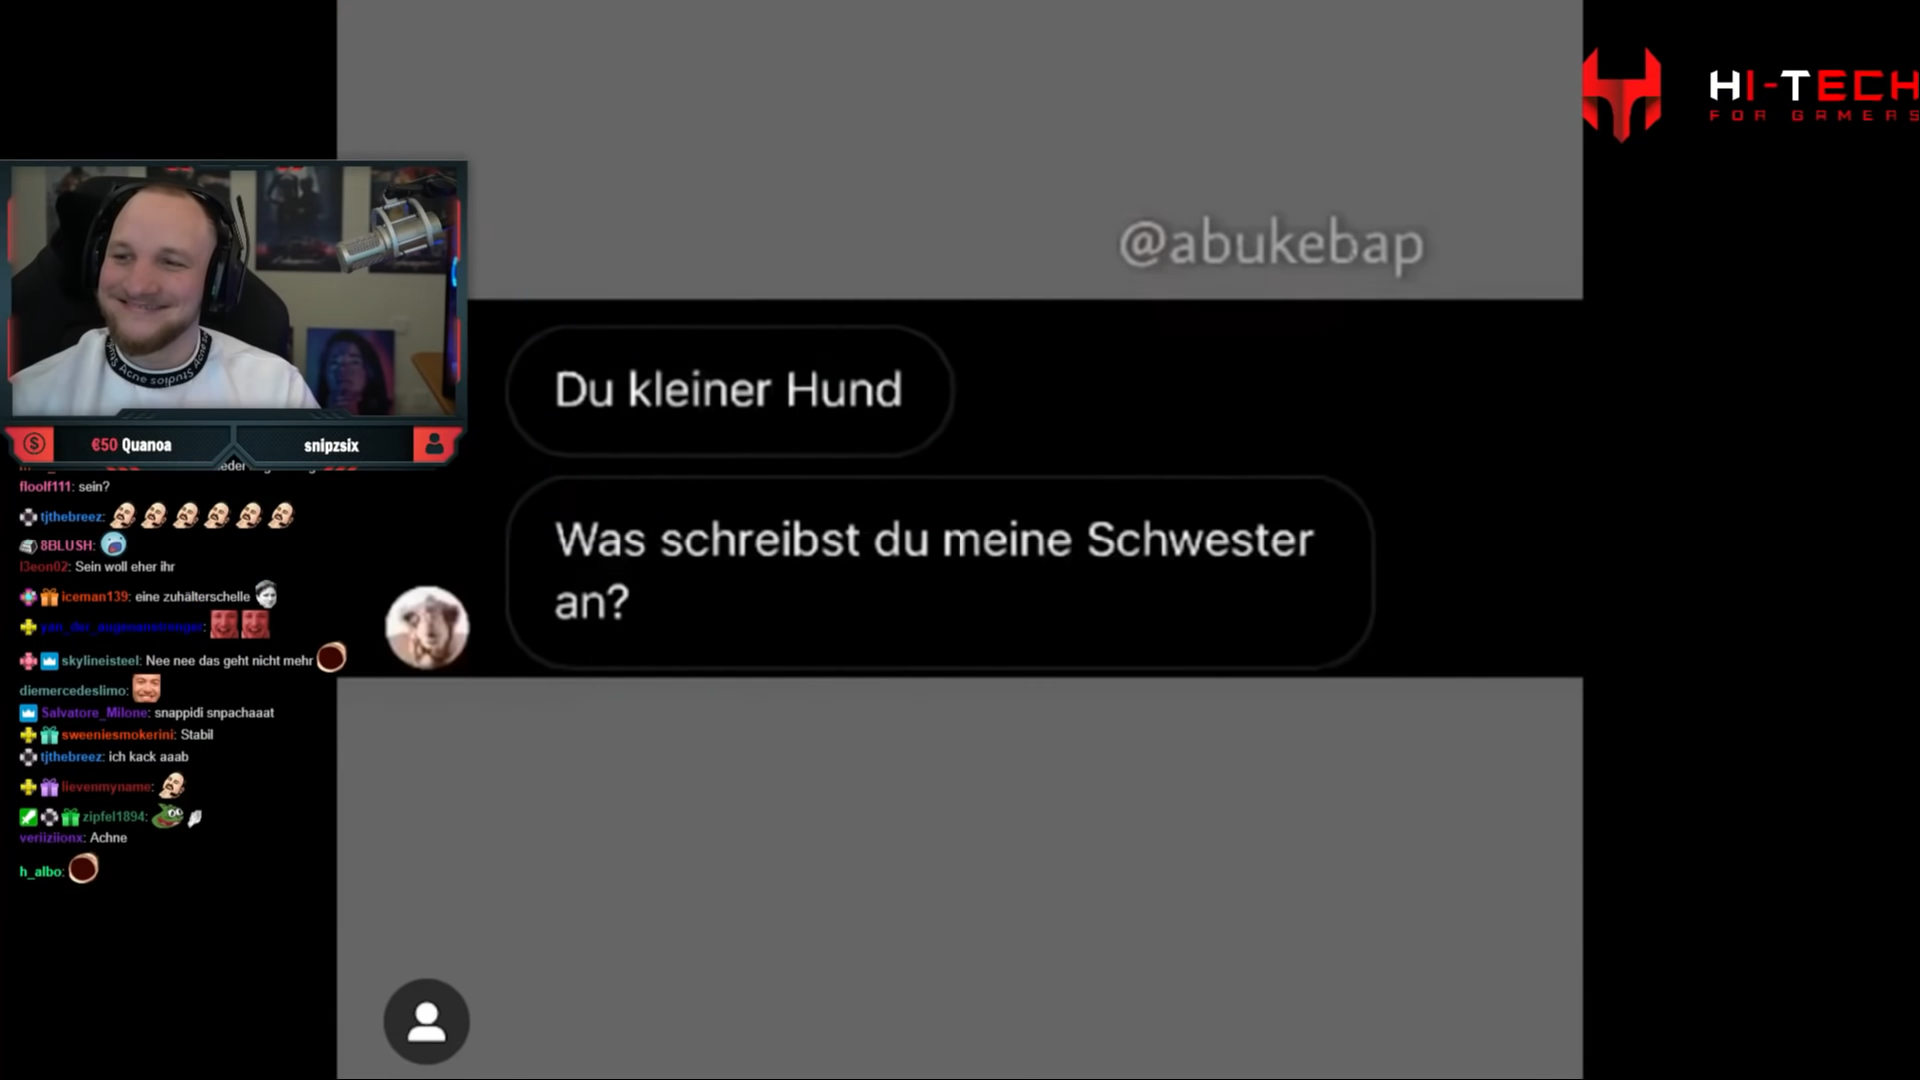 HI-TECH
FOR GAMERS
@abukebap
Du kleiner Hund
Was schreibst du meine Schwester
an?
€50 Quanoa
snipzsix
floolf111: sein?
tjthebreez:
8BLUSH:
l3eon02: Sein woll eher ihr
iceman139: eine zuhälterschelle
skylineisteel: Nee nee das geht nicht mehr
diemercedeslimo:
Salvatore_Milone: snappidi snpachaaat
sweeniesmokerini: Stabil
tjthebreez: ich kack aaab
lievenmyname:
zipfel1894:
veriiziionx: Achne
h_albo: